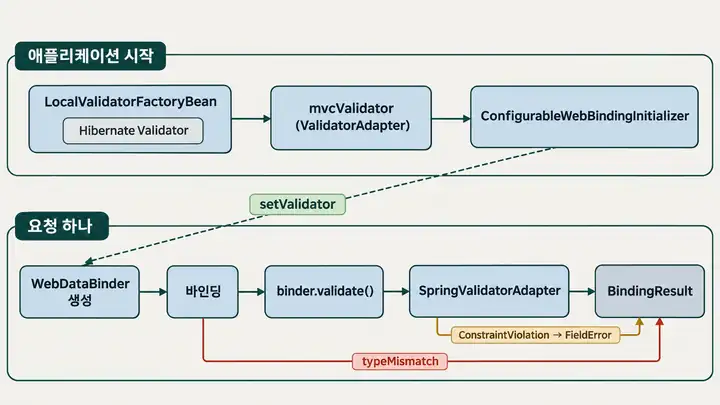 애플리케이션 시작
LocalValidatorFactoryBean
Hibernate Validator
mvcValidator
(ValidatorAdapter)
ConfigurableWebBindingInitializer
setValidator
요청 하나
WebDataBinder
생성
바인딩
binder.validate()
SpringValidatorAdapter
BindingResult
ConstraintViolation → FieldError
typeMismatch